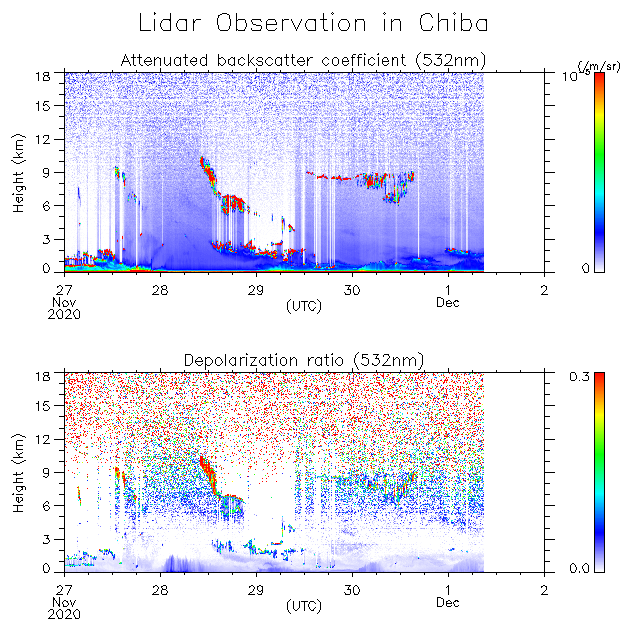 Lidar Observation in Chiba
Attenuated backscatter coefficient (532nm)
(/m/sr)
18
15
12
9
6
3
0
Height (km)
27 28 29 30 1 2
Nov Dec
2020
(UTC)
0
Depolarization ratio (532nm)
18
15
12
9
6
3
0
Height (km)
0.3
0.0
27 28 29 30 1 2
Nov Dec
2020
(UTC)